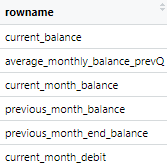 rowname
current_balance
average_monthly_balance_prevQ
current_month_balance
previous_month_balance
previous_month_end_balance
current_month_debit